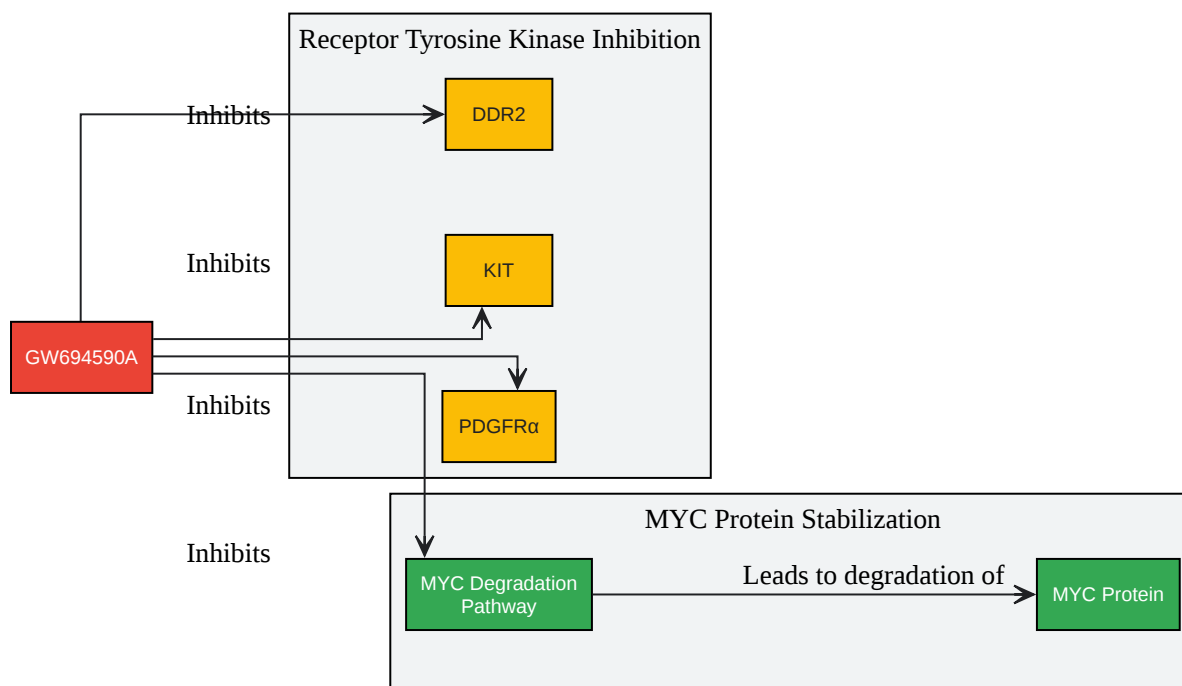 Receptor Tyrosine Kinase Inhibition
Inhibits
DDR2
Inhibits
KIT
GW694590A
Inhibits
PDGFRα
MYC Protein Stabilization
Inhibits
MYC Degradation
Pathway
Leads to degradation of
MYC Protein